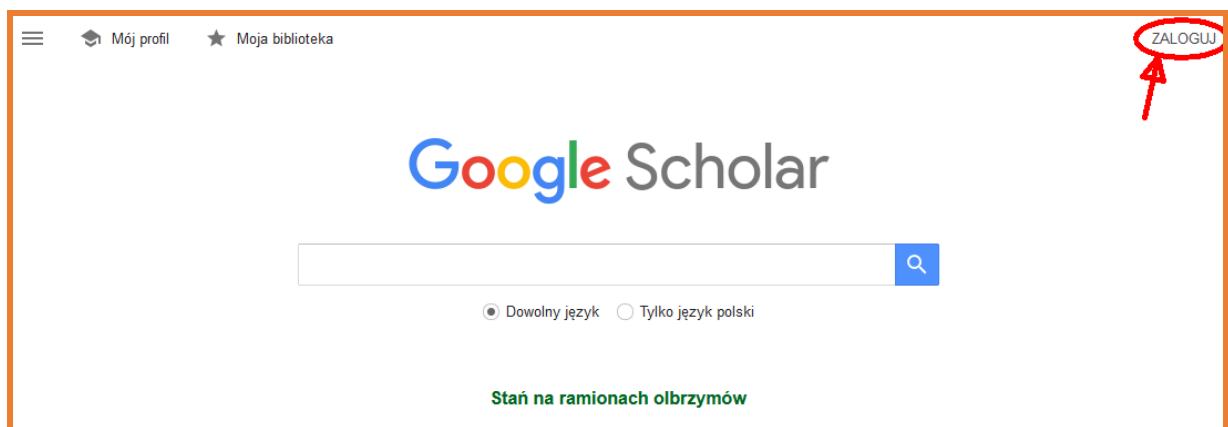 Mój profil Moja biblioteka ZALOGUJ
Google Scholar
Dowolny język Tylko język polski
Stań na ramionach olbrzymów